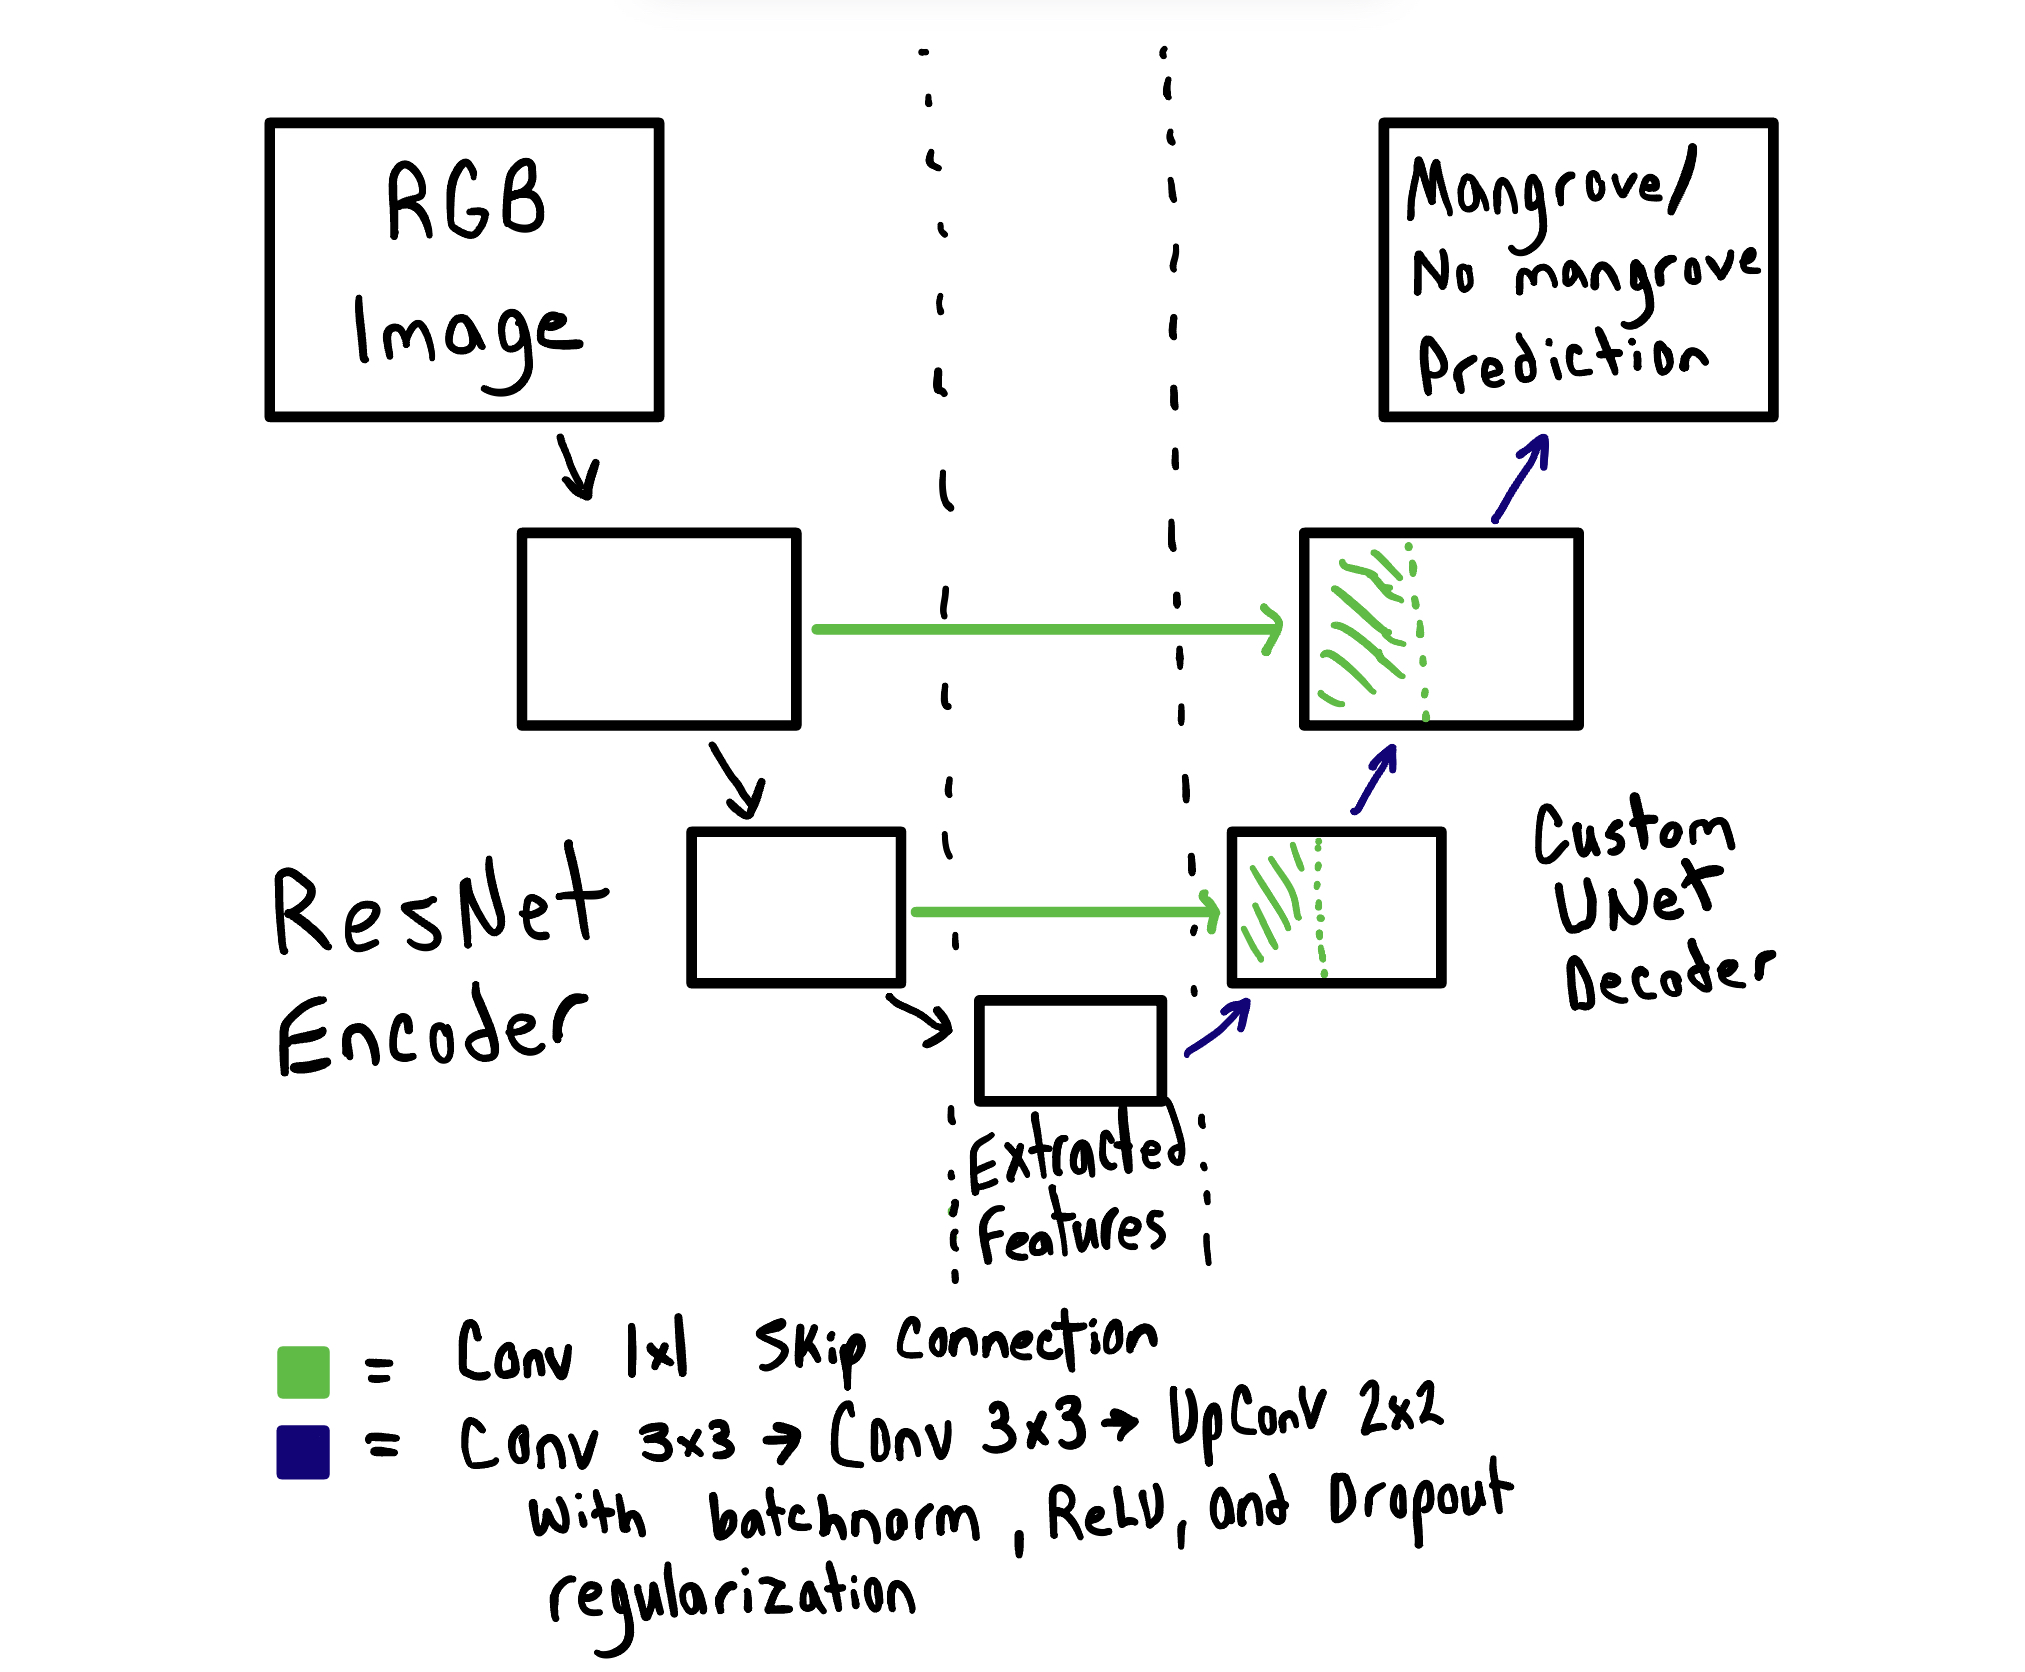 RGB
Image
Mangrove/
No mangrove
Prediction
ResNet
Encoder
Custom
UNet
Decoder
Extracted
Features
= Conv 1x1 Skip Connection
= Conv 3x3 → Conv 3x3 → UpConv 2x2
with batchnorm, ReLU, and Dropout
regularization